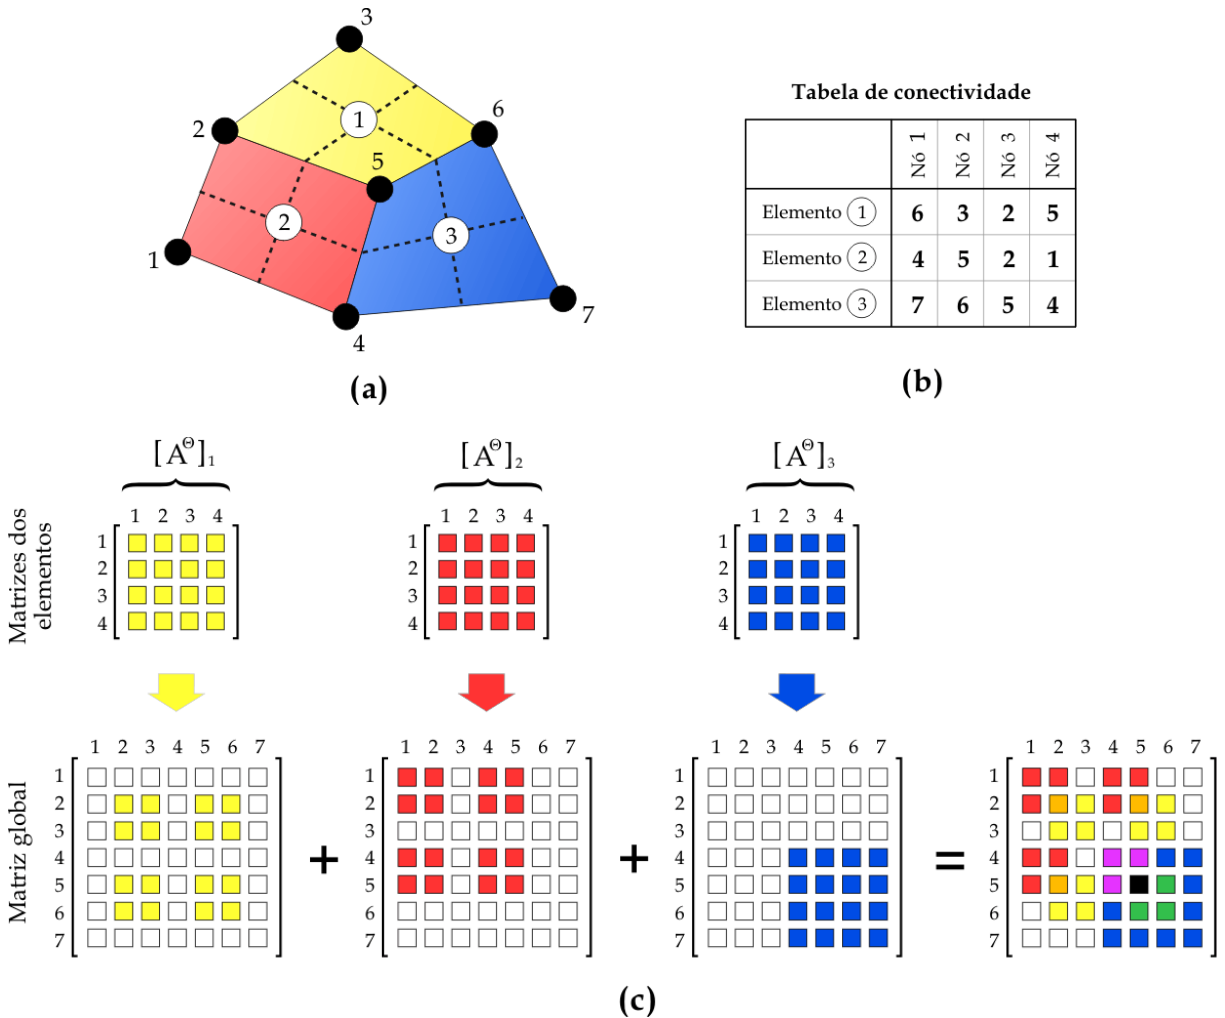 3
6
2
1
5
2
3
1
7
4
(a)
Tabela de conectividade
Nó 1 Nó 2 Nó 3 Nó 4
Elemento 1 6 3 2 5
Elemento 2 4 5 2 1
Elemento 3 7 6 5 4
(b)
[A^Θ]₁ [A^Θ]₂ [A^Θ]₃
Matrizes dos
elementos
1 2 3 4 1 2 3 4 1 2 3 4
1 1 1
2 2 2
3 3 3
4 4 4
Matriz global
1 2 3 4 5 6 7 1 2 3 4 5 6 7 1 2 3 4 5 6 7 1 2 3 4 5 6 7
1 1 1 1
2 2 2 2
3 3 3 3
4 + 4 + 4 = 4
5 5 5 5
6 6 6 6
7 7 7 7
(c)